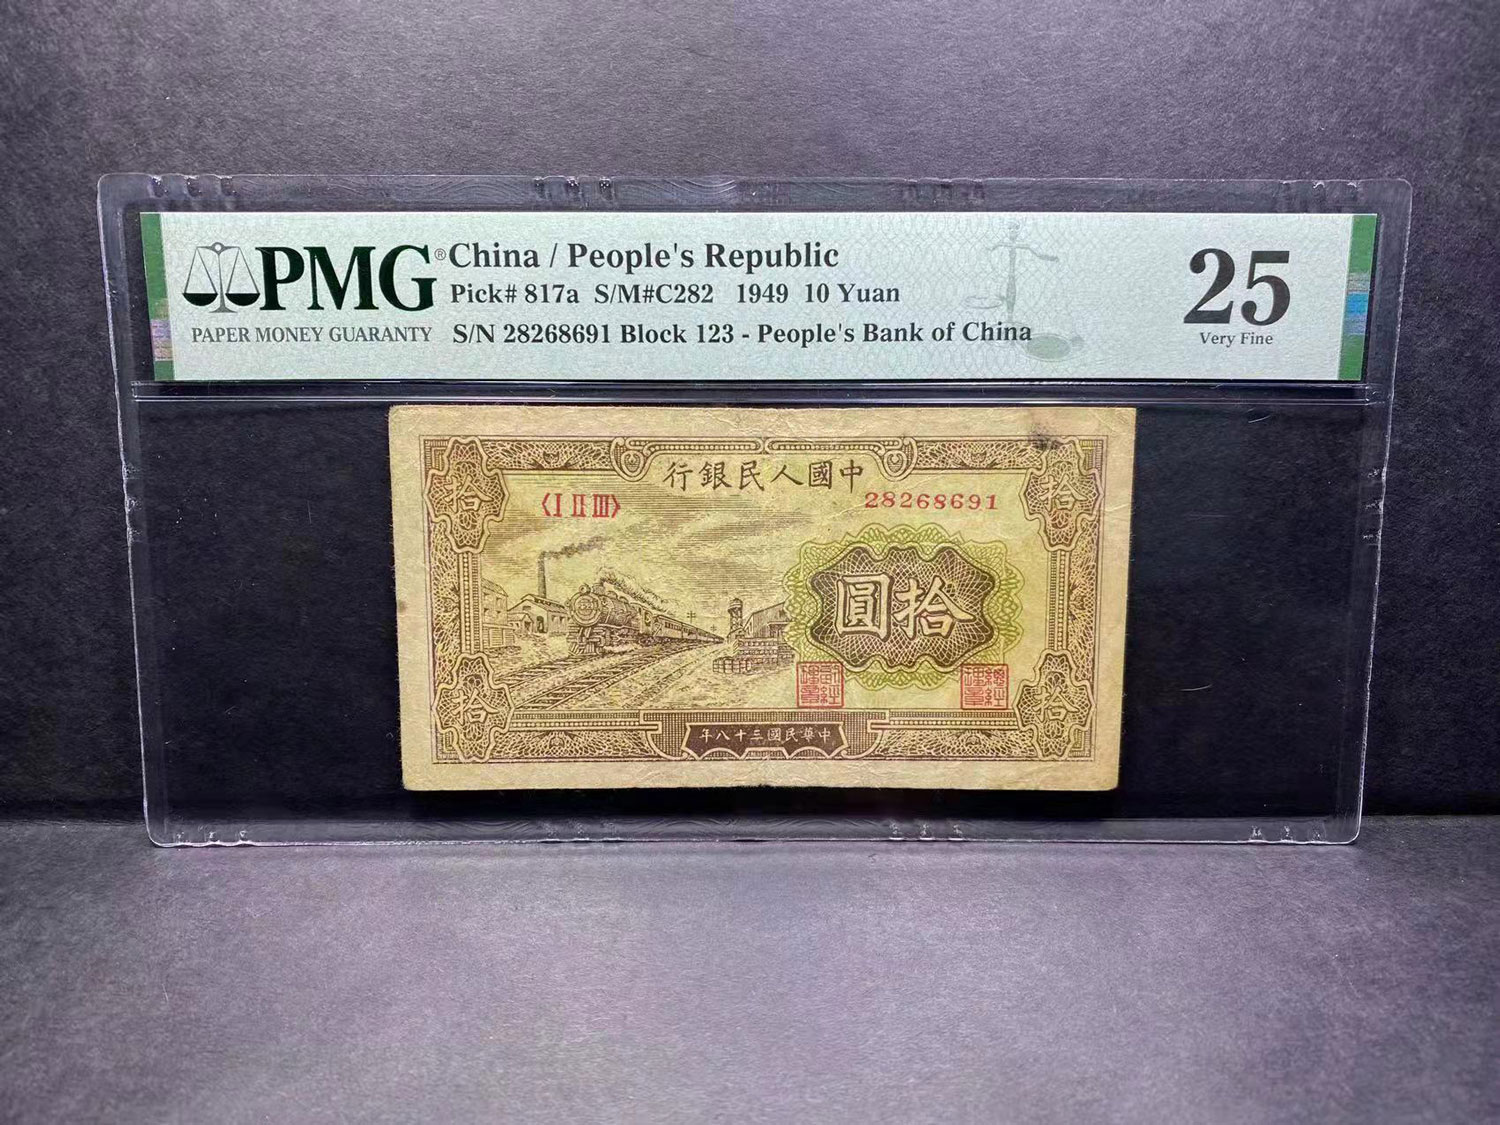 PMG® China / People's Republic
Pick# 817a S/M#C282 1949 10 Yuan
PAPER MONEY GUARANTY S/N 28268691 Block 123 - People's Bank of China
25
Very Fine
行銀民人國中
〈I II III〉 28268691
拾 拾
圓拾
拾 拾
年八十三國民華中